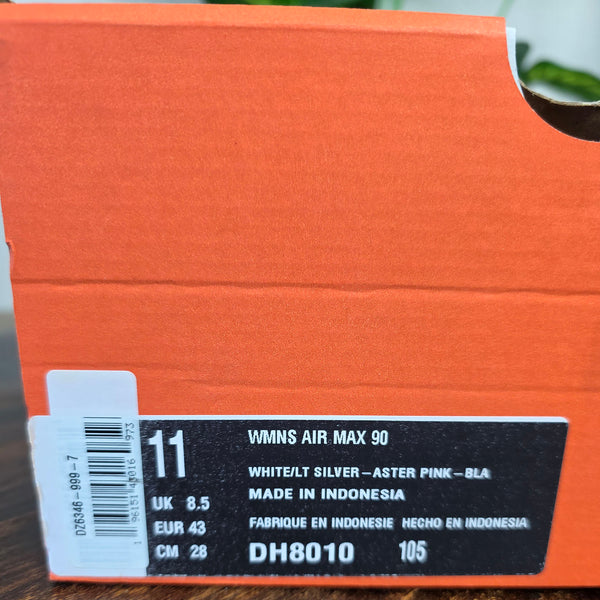 11
UK 8.5
EUR 43
CM 28
WMNS AIR MAX 90
WHITE/LT SILVER-ASTER PINK-BLA
MADE IN INDONESIA
FABRIQUE EN INDONESIE HECHO EN INDONESIA
DH8010 105
DZ6346-999-7